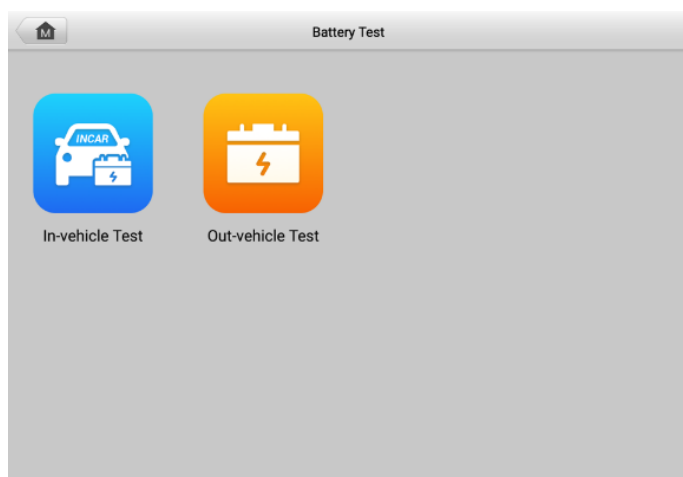 M
Battery Test
INCAR
In-vehicle Test
Out-vehicle Test